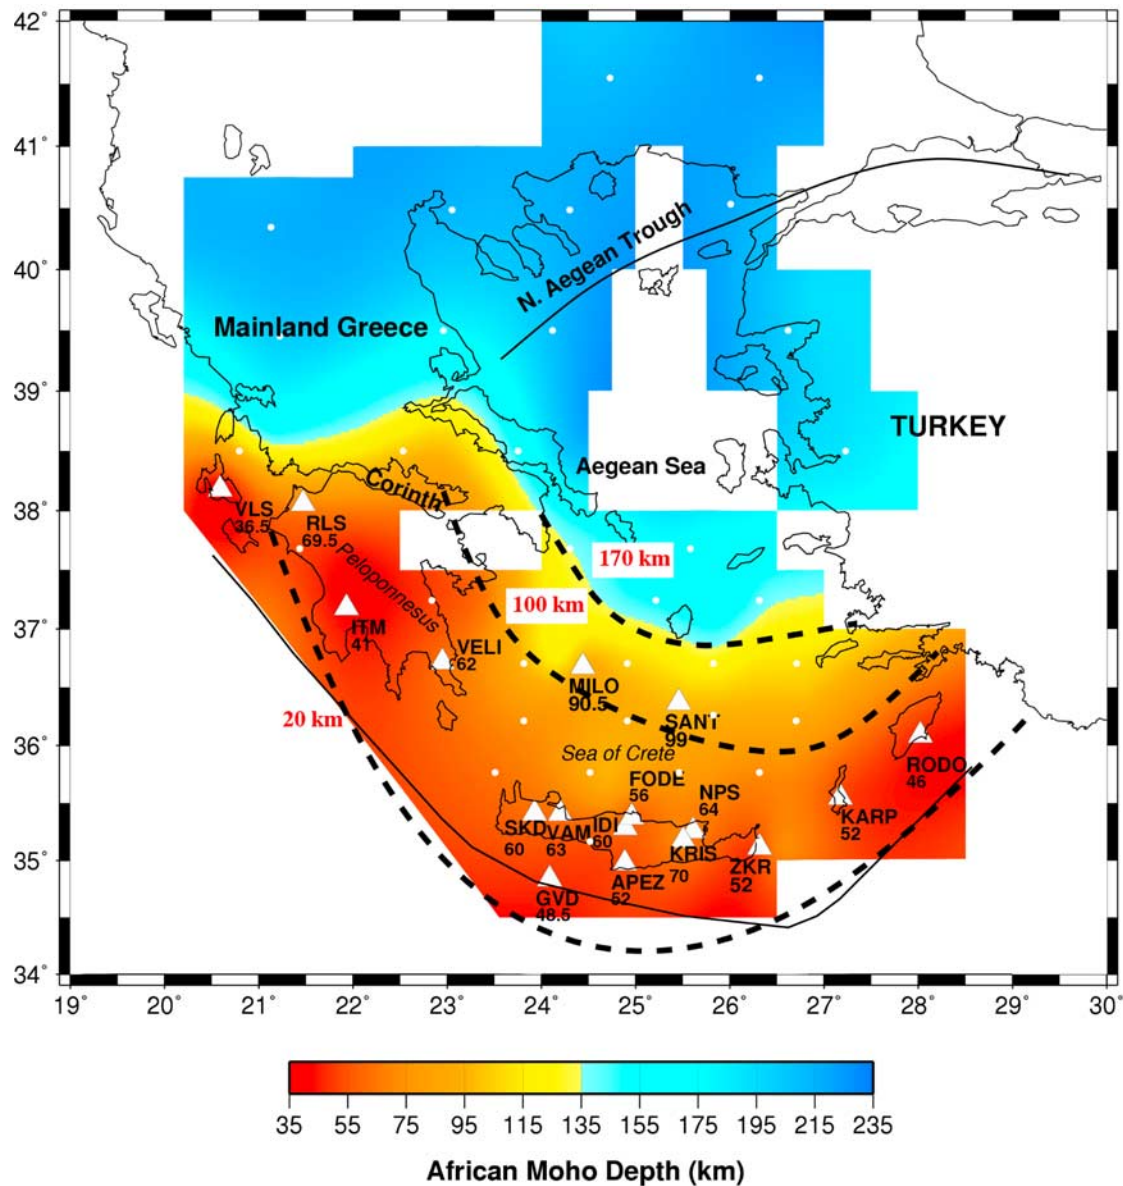 42°
41°
40°
39°
38°
37°
36°
35°
34°
N. Aegean Trough
Mainland Greece
TURKEY
Aegean Sea
Corinth
VLS
36.5
RLS
69.5
170 km
Peloponnesus
100 km
ITM
41
VELI
62
MILO
90.5
20 km
SANT
99
Sea of Crete
RODO
46
FODE
56
NPS
64
KARP
52
SKD
60
VAM
63
IDI
60
KRIS
70
ZKR
52
APEZ
52
GVD
48.5
19° 20° 21° 22° 23° 24° 25° 26° 27° 28° 29° 30°
35 55 75 95 115 135 155 175 195 215 235
African Moho Depth (km)